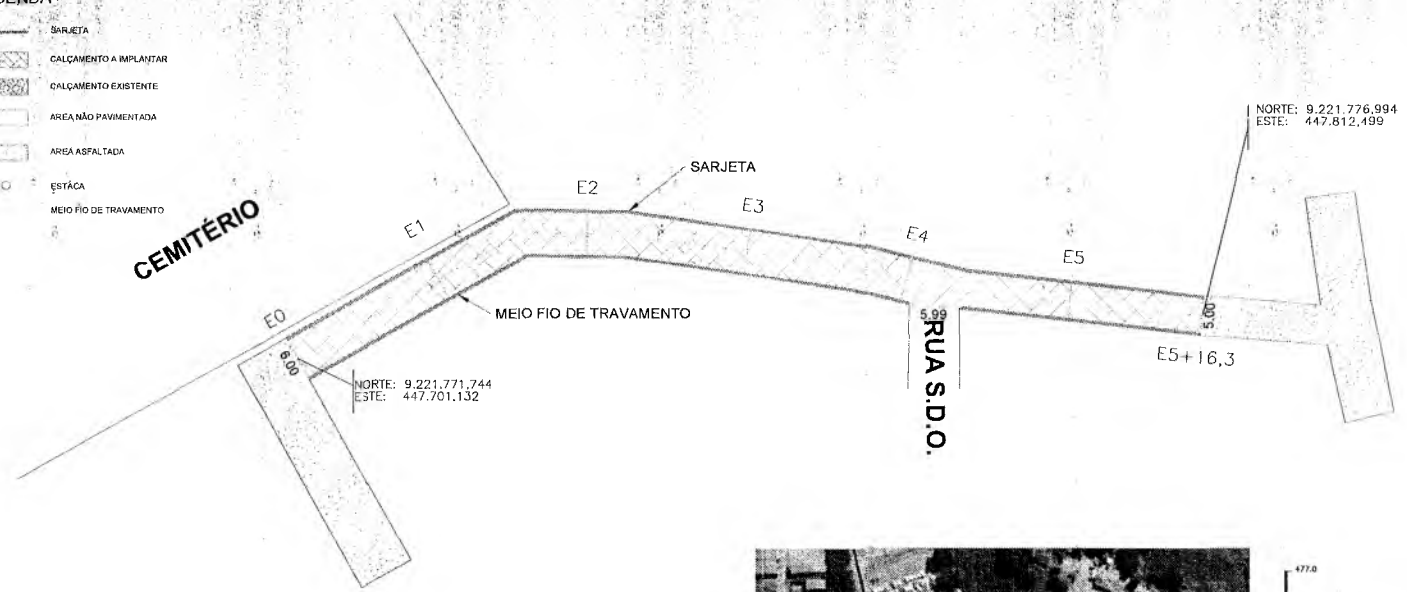 SARJETA
CALÇAMENTO A IMPLANTAR
CALÇAMENTO EXISTENTE
AREA NÃO PAVIMENTADA
AREA ASFALTADA
ESTACA
MEIO FIO DE TRAVAMENTO
CEMITÉRIO
E0
E1
E2
SARJETA
E3
E4
E5
NORTE: 9.221.776,994
ESTE: 447.812,499
6.00
MEIO FIO DE TRAVAMENTO
NORTE: 9.221.771,744
ESTE: 447.701.132
5.99
RUA S.D.O.
5.00
E5+16,3
477.0